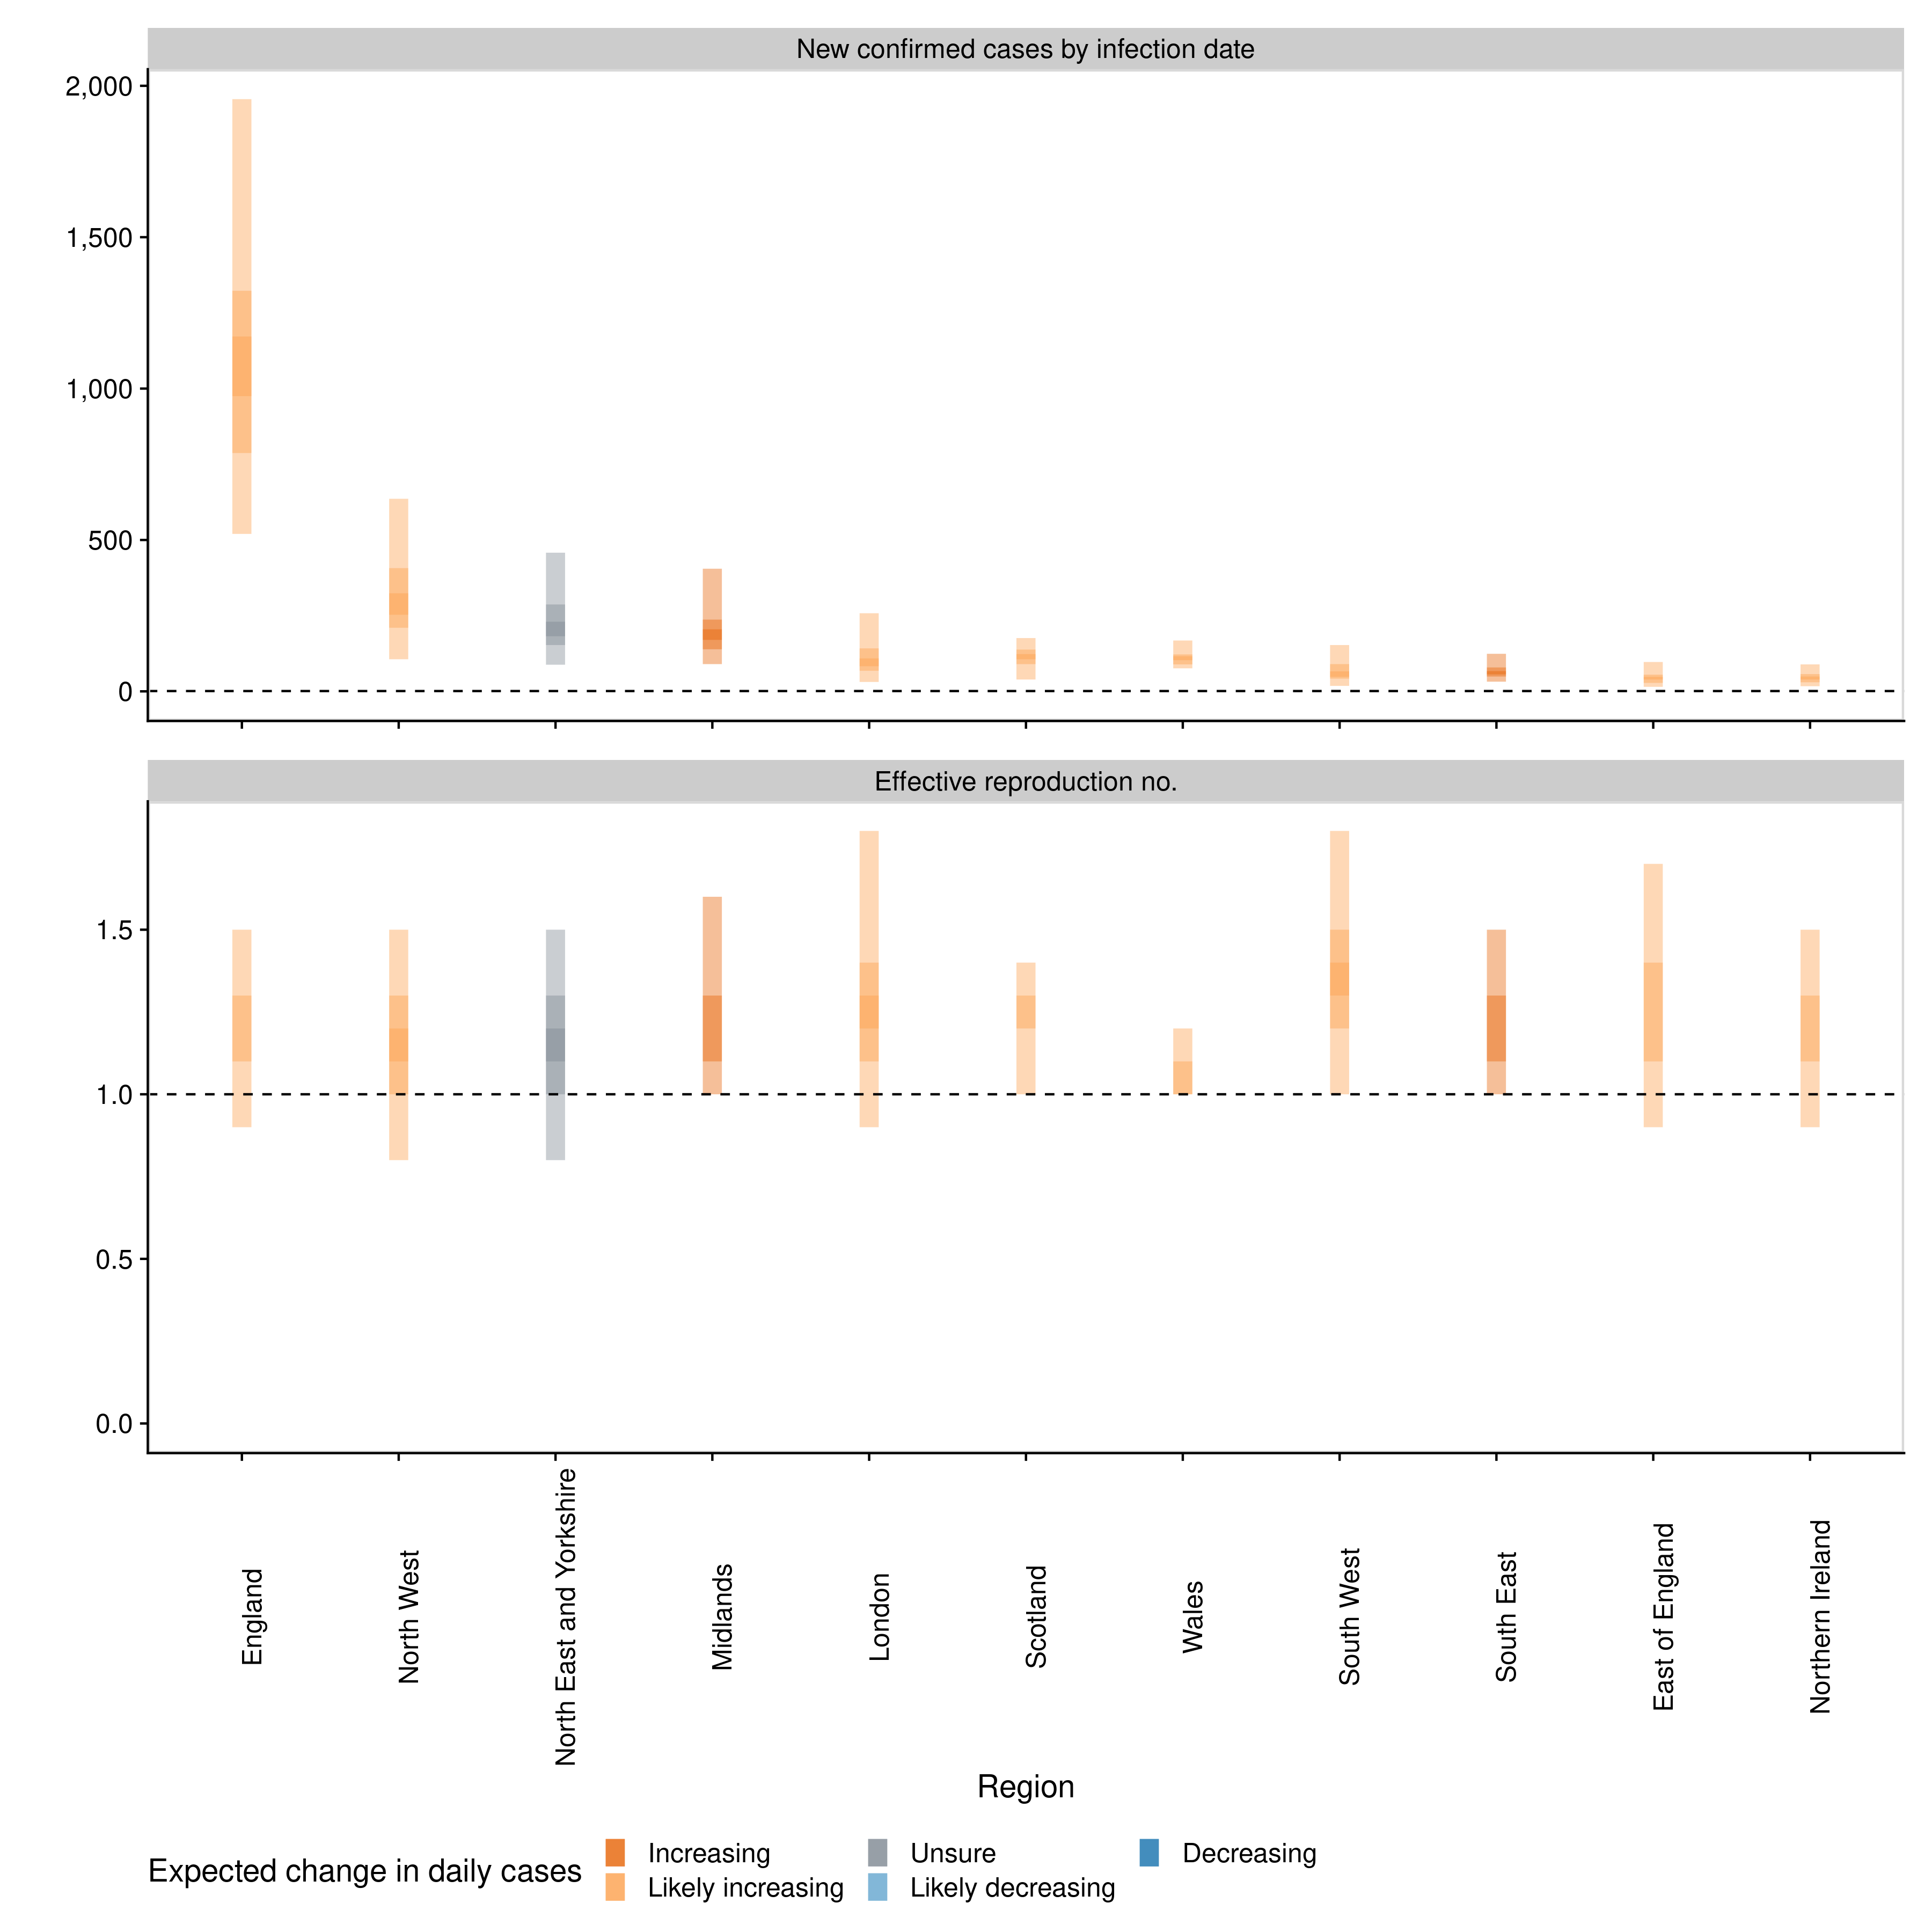 New confirmed cases by infection date
2,000
1,500
1,000
500
0
Effective reproduction no.
1.5
1.0
0.5
0.0
England
North West
North East and Yorkshire
Midlands
London
Scotland
Wales
South West
South East
East of England
Northern Ireland
Region
Expected change in daily cases
Increasing
Likely increasing
Unsure
Likely decreasing
Decreasing